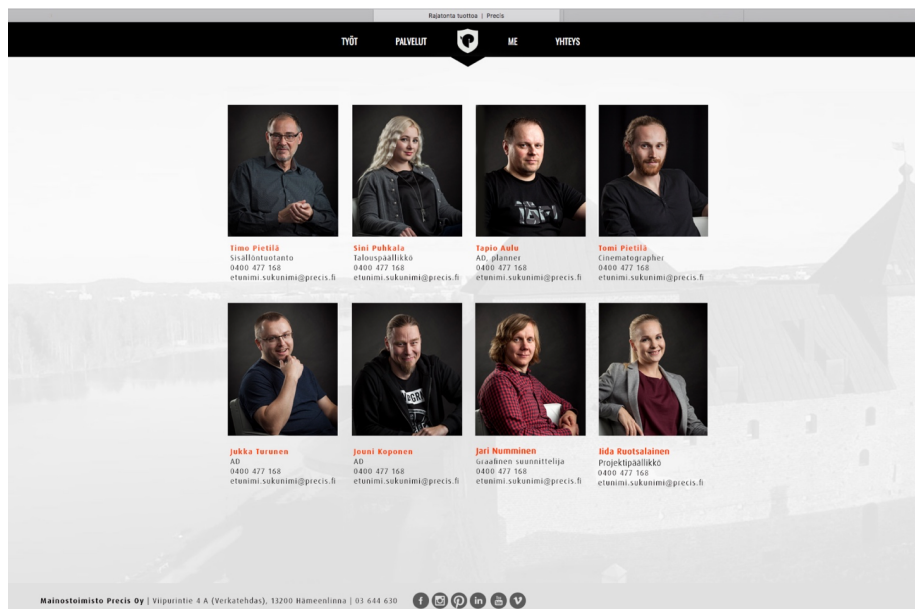 Rajatonta tuottoa | Precis
TYÖT PALVELUT ME YHTEYS
Timo Pietilä
Sisällöntuotanto
0400 477 168
etunimi.sukunimi@precis.fi
Sini Puhkala
Talouspäällikkö
0400 477 168
etunimi.sukunimi@precis.fi
Tapio Aulu
AD, planner
0400 477 168
etunimi.sukunimi@precis.fi
Tomi Pietilä
Cinematographer
0400 477 168
etunimi.sukunimi@precis.fi
Jukka Turunen
AD
0400 477 168
etunimi.sukunimi@precis.fi
Jouni Koponen
AD
0400 477 168
etunimi.sukunimi@precis.fi
Jari Numminen
Graafinen suunnittelija
0400 477 168
etunimi.sukunimi@precis.fi
Iida Ruotsalainen
Projektipäällikkö
0400 477 168
etunimi.sukunimi@precis.fi
Mainostoimisto Precis Oy | Viipurintie 4 A (Verkatehdas), 13200 Hämeenlinna | 03 644 630